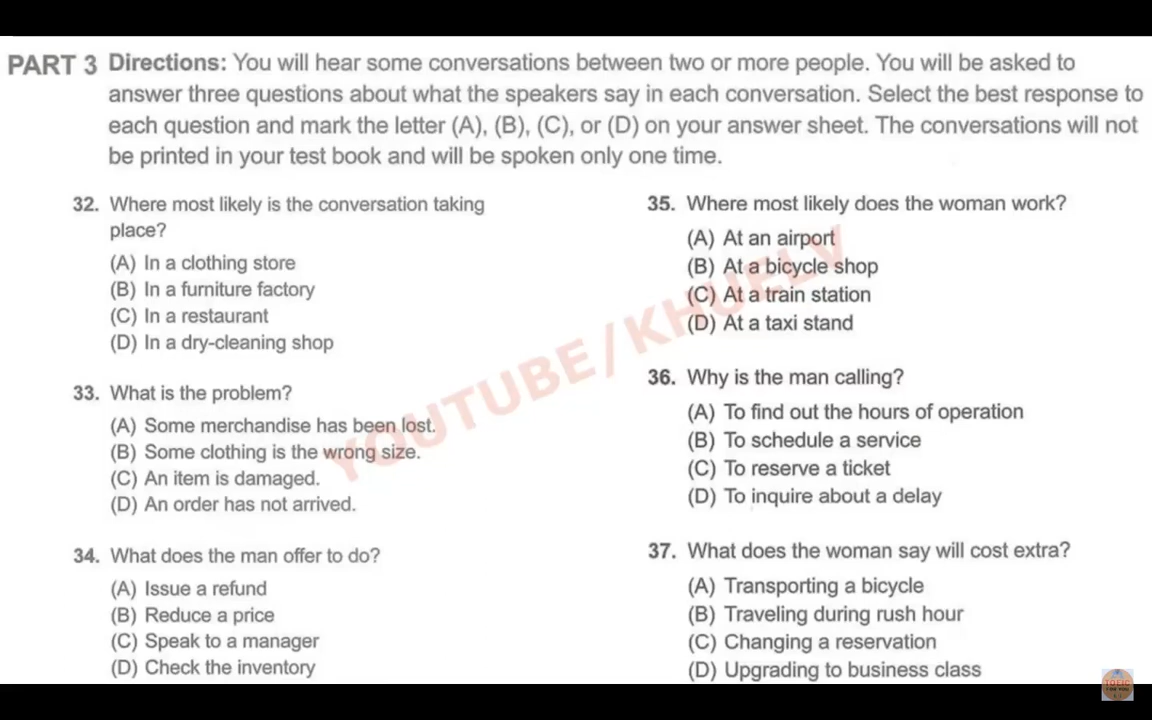 PART 3 Directions: You will hear some conversations between two or more people. You will be asked to
answer three questions about what the speakers say in each conversation. Select the best response to
each question and mark the letter (A), (B), (C), or (D) on your answer sheet. The conversations will not
be printed in your test book and will be spoken only one time.
32. Where most likely is the conversation taking
place?
(A) In a clothing store
(B) In a furniture factory
(C) In a restaurant
(D) In a dry-cleaning shop
33. What is the problem?
(A) Some merchandise has been lost.
(B) Some clothing is the wrong size.
(C) An item is damaged.
(D) An order has not arrived.
34. What does the man offer to do?
(A) Issue a refund
(B) Reduce a price
(C) Speak to a manager
(D) Check the inventory
35. Where most likely does the woman work?
(A) At an airport
(B) At a bicycle shop
(C) At a train station
(D) At a taxi stand
36. Why is the man calling?
(A) To find out the hours of operation
(B) To schedule a service
(C) To reserve a ticket
(D) To inquire about a delay
37. What does the woman say will cost extra?
(A) Transporting a bicycle
(B) Traveling during rush hour
(C) Changing a reservation
(D) Upgrading to business class
YOUTUBE/KHUELV
TOEIC